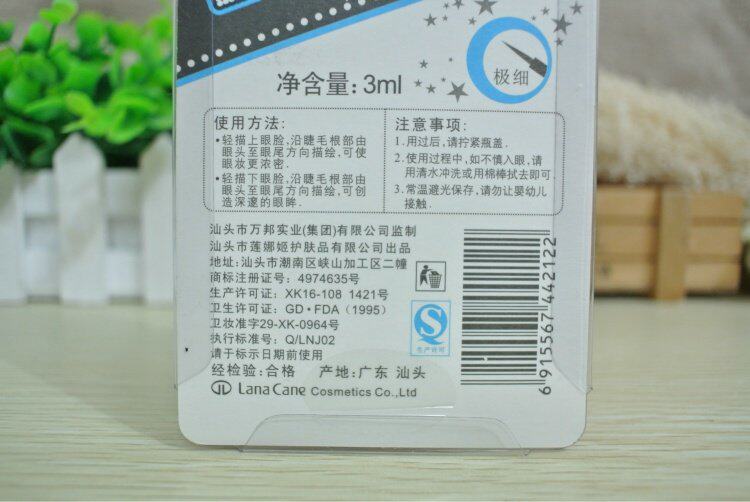 极细
净含量：3ml
使用方法：
•轻描上眼脸，沿睫毛根部由
眼头至眼尾方向描绘，可使
眼妆更浓密.
•轻描下眼脸，沿睫毛根部由
眼头至眼尾方向描绘，可创
造深邃的眼眸.
注意事项：
1.用过后，请拧紧瓶盖.
2.使用过程中，如不慎入眼，请
用清水冲洗或用棉棒拭去即可.
3.常温避光保存，请勿让婴幼儿
接触.
汕头市万邦实业(集团)有限公司监制
汕头市莲娜姬护肤品有限公司出品
地址：汕头市潮南区峡山加工区二幢
商标注册证号：4974635号
生产许可证：XK16-108 1421号
卫生许可证：GD·FDA（1995）
卫妆准字29-XK-0964号
执行标准号：Q/LNJ02
请于标示日期前使用
经检验：合格 产地：广东 汕头
Lana Cane Cosmetics Co.,Ltd
生产许可
6 915567 442122